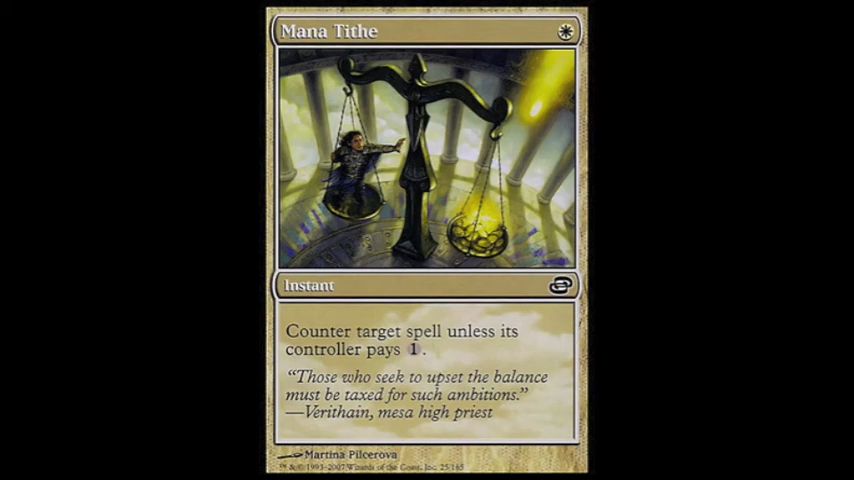 Mana Tithe
Instant
Counter target spell unless its
controller pays 1.
"Those who seek to upset the balance
must be taxed for such ambitions."
—Verithain, mesa high priest
Martina Pilcerova
™ & © 1993-2007 Wizards of the Coast, Inc. 25/165